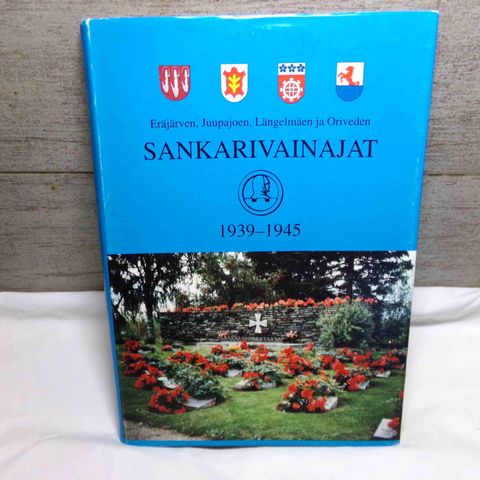 Eräjärven, Juupajoen, Längelmäen ja Oriveden
SANKARIVAINAJAT
1939–1945